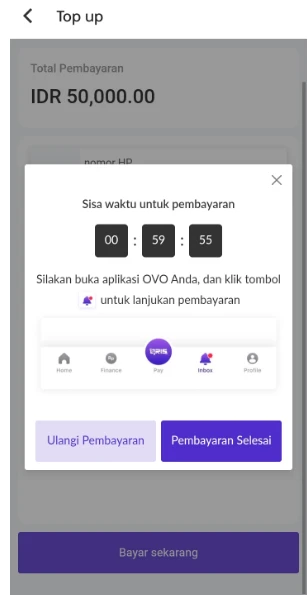 Top up
Total Pembayaran
IDR 50,000.00
nomor HP
Sisa waktu untuk pembayaran
00 : 59 : 55
Silakan buka aplikasi OVO Anda, dan klik tombol
untuk lanjukan pembayaran
QRIS
Home Finance Pay Inbox Profile
Ulangi Pembayaran Pembayaran Selesai
Bayar sekarang